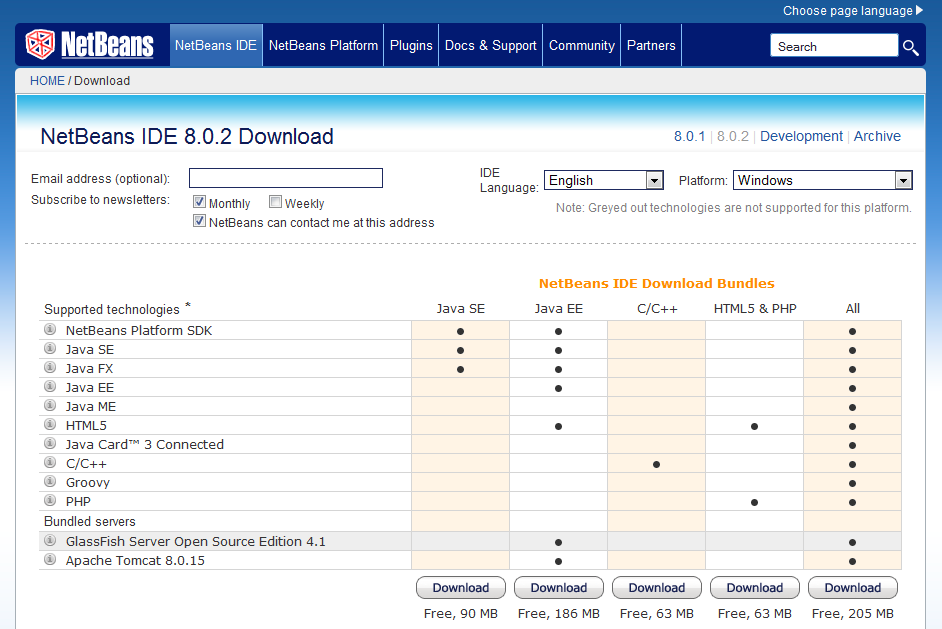 Choose page language
NetBeans
NetBeans IDE NetBeans Platform Plugins Docs & Support Community Partners Search
HOME / Download
NetBeans IDE 8.0.2 Download 8.0.1 | 8.0.2 | Development | Archive
Email address (optional):
IDE Language: English Platform: Windows
Subscribe to newsletters: Monthly Weekly
Note: Greyed out technologies are not supported for this platform.
NetBeans can contact me at this address
NetBeans IDE Download Bundles
Supported technologies * Java SE Java EE C/C++ HTML5 & PHP All
NetBeans Platform SDK • • •
Java SE • • •
Java FX • • •
Java EE • •
Java ME •
HTML5 • • •
Java Card™ 3 Connected •
C/C++ • •
Groovy •
PHP • •
Bundled servers
GlassFish Server Open Source Edition 4.1 • •
Apache Tomcat 8.0.15 • •
Download Download Download Download Download
Free, 90 MB Free, 186 MB Free, 63 MB Free, 63 MB Free, 205 MB